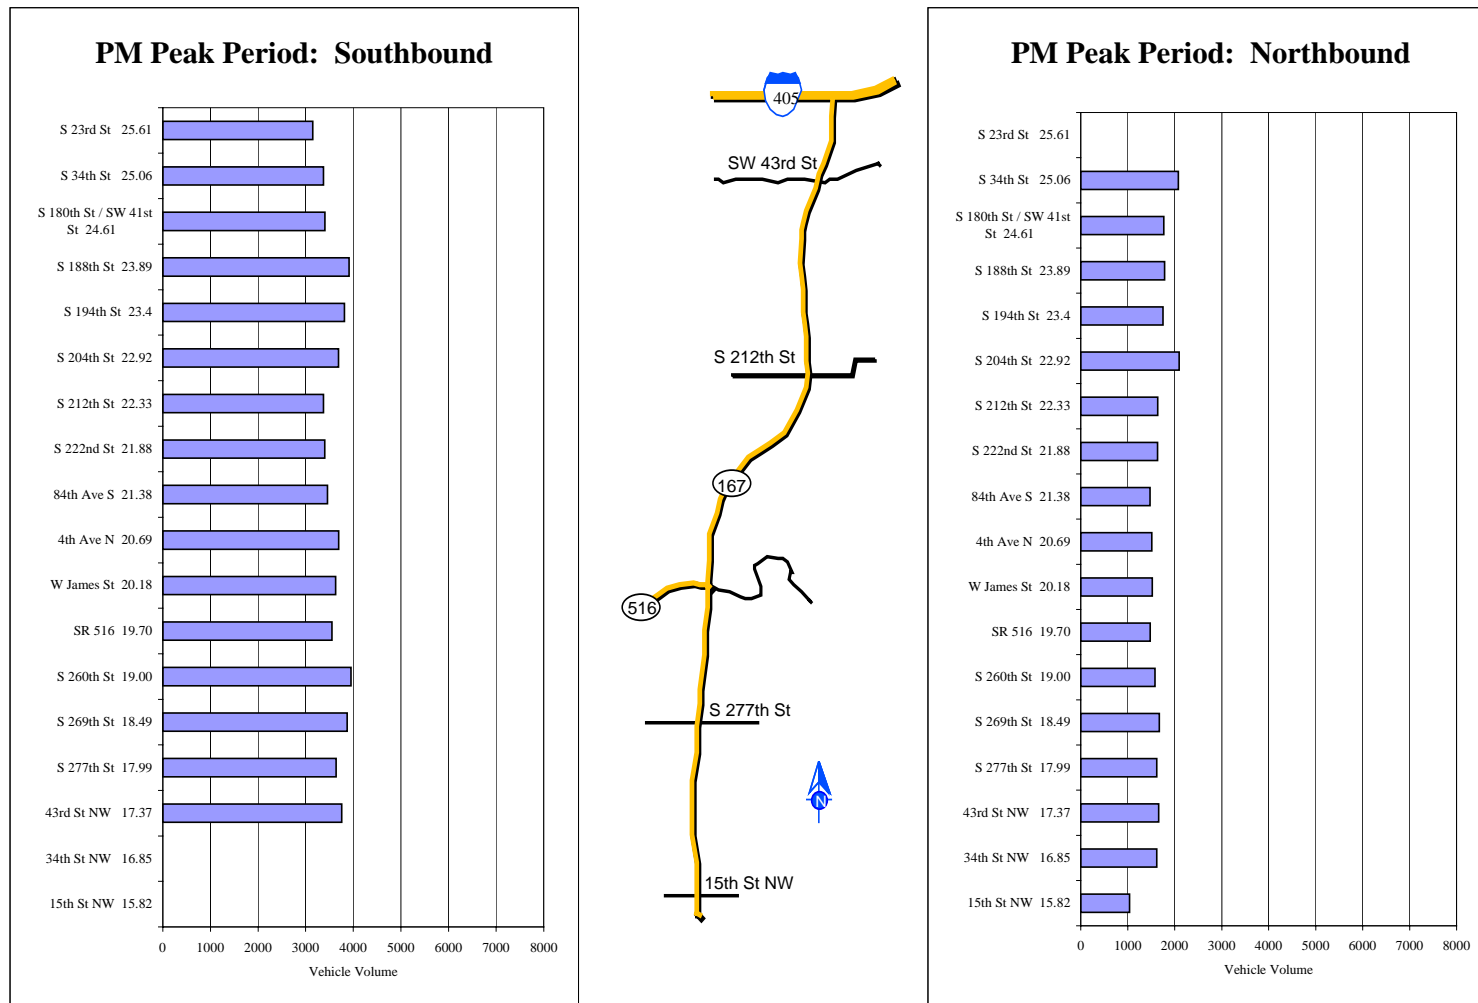 PM Peak Period:  Southbound
S 23rd St   25.61
S 34th St   25.06
S 180th St / SW 41st
St  24.61
S 188th St  23.89
S 194th St  23.4
S 204th St  22.92
S 212th St  22.33
S 222nd St  21.88
84th Ave S  21.38
4th Ave N  20.69
W James St  20.18
SR 516  19.70
S 260th St  19.00
S 269th St  18.49
S 277th St  17.99
43rd St NW   17.37
34th St NW   16.85
15th St NW  15.82
0 1000 2000 3000 4000 5000 6000 7000 8000
Vehicle Volume
405
SW 43rd St
S 212th St
167
516
S 277th St
N
15th St NW
PM Peak Period:  Northbound
S 23rd St   25.61
S 34th St   25.06
S 180th St / SW 41st
St  24.61
S 188th St  23.89
S 194th St  23.4
S 204th St  22.92
S 212th St  22.33
S 222nd St  21.88
84th Ave S  21.38
4th Ave N  20.69
W James St  20.18
SR 516  19.70
S 260th St  19.00
S 269th St  18.49
S 277th St  17.99
43rd St NW   17.37
34th St NW   16.85
15th St NW  15.82
0 1000 2000 3000 4000 5000 6000 7000 8000
Vehicle Volume